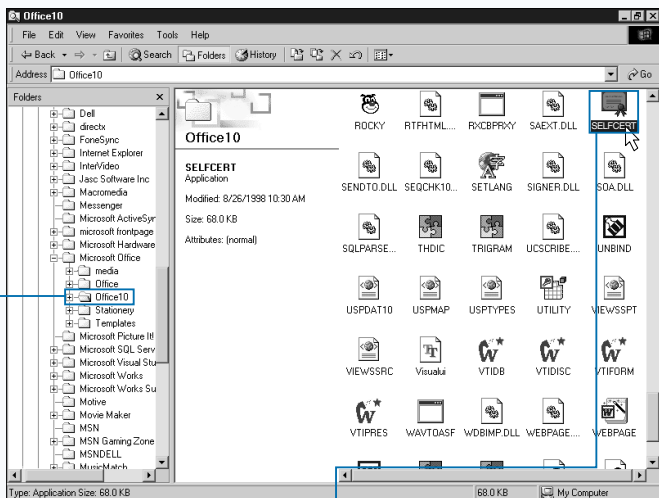 Office10
File Edit View Favorites Tools Help
Back Search Folders History
Address Office10 Go
Folders
Dell
directx
FoneSync
Internet Explorer
InterVideo
Jasc Software Inc
Macromedia
Messenger
Microsoft ActiveSyn
microsoft frontpage
Microsoft Hardware
Microsoft Office
media
Office
Office10
Stationery
Templates
Microsoft Picture It!
Microsoft SQL Serv
Microsoft Visual Stu
Microsoft Works
Microsoft Works Su
Motive
Movie Maker
MSN
MSN Gaming Zone
MSNDELL
MusicMatch
Office10
SELFCERT
Application
Modified: 8/26/1998 10:30 AM
Size: 68.0 KB
Attributes: (normal)
ROCKY RTFHTML... RXCBPRXY SAEXT.DLL SELFCERT
SENDTO.DLL SEQCHK10... SETLANG SIGNER.DLL SOA.DLL
SQLPARSE... THDIC TRIGRAM UCSCRIBE... UNBIND
USPDAT10 USPMAP USPTYPES UTILITY VIEWSSPT
VIEWSSRC Visualui VTIDB VTIDISC VTIFORM
VTIPRES WAVTOASF WDBIMP.DLL WEBPAGE.... WEBPAGE
Type: Application Size: 68.0 KB 68.0 KB My Computer